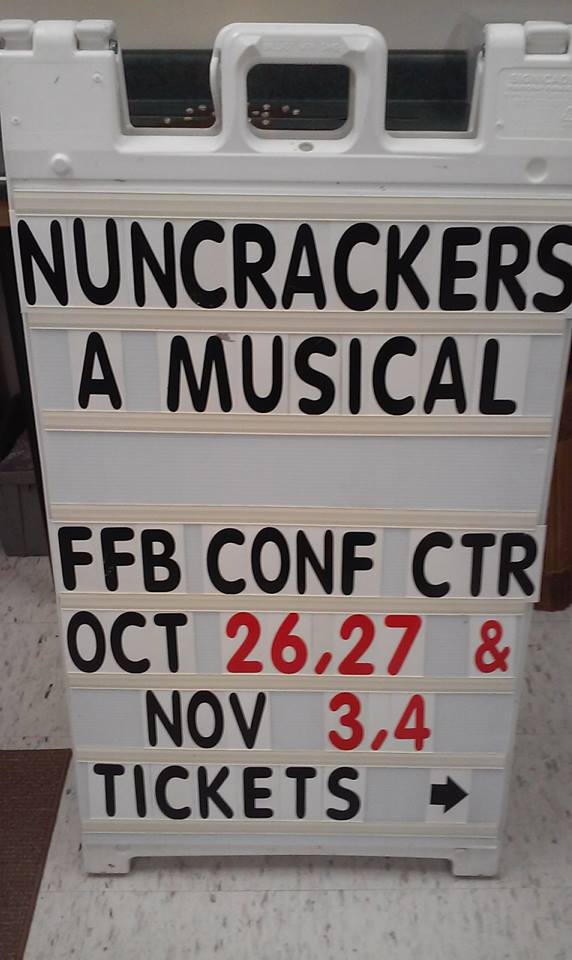 NUNCRACKERS
A MUSICAL
FFB CONF CTR
OCT 26,27 &
NOV 3,4
TICKETS →